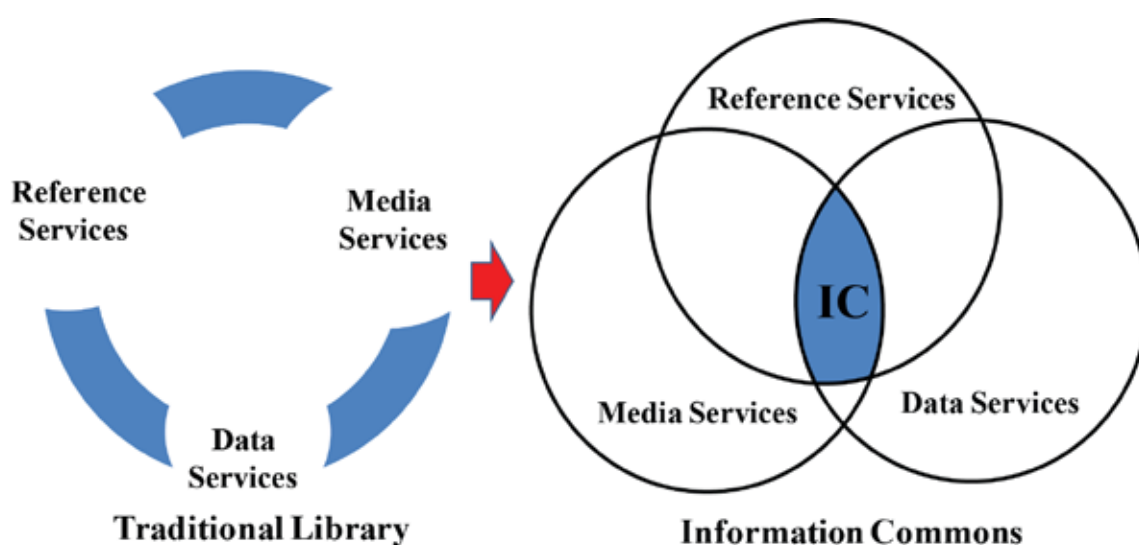 Reference
Services
Media
Services
Data
Services
Traditional Library
Reference Services
IC
Media Services
Data Services
Information Commons